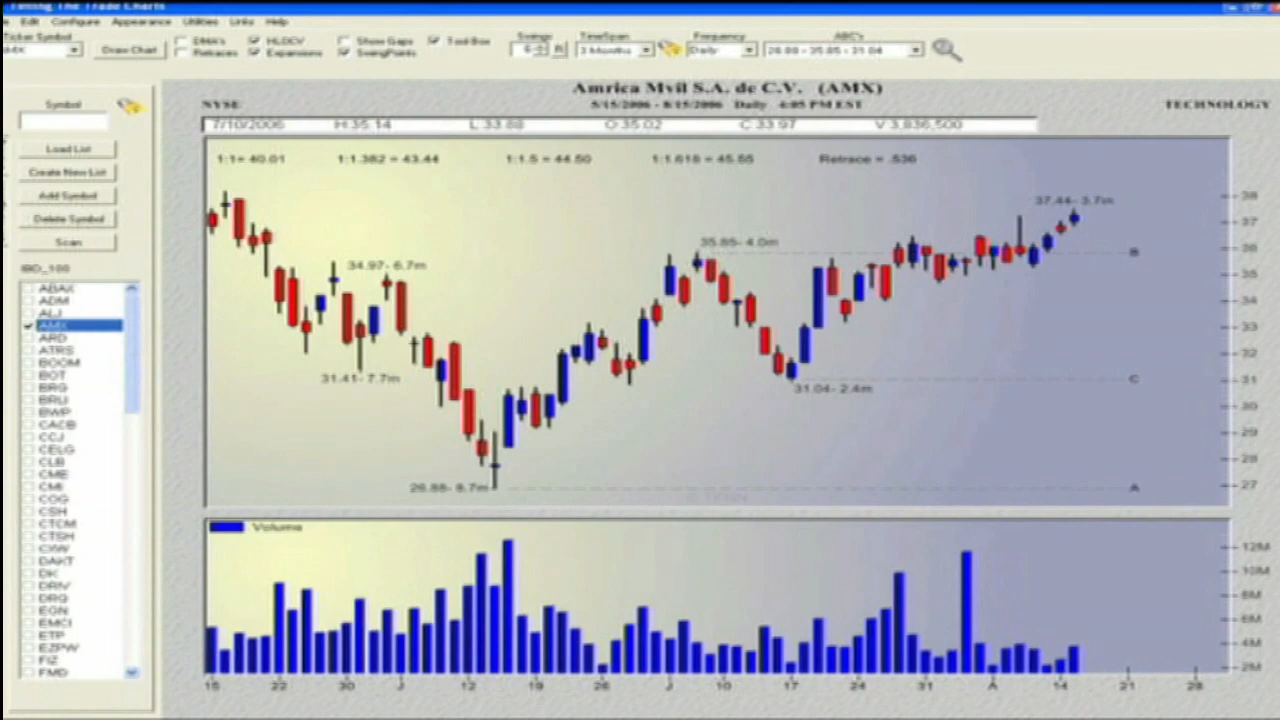 Timing The Trade Charts
Edit Configure Appearance Utilities Links Help
Ticker Symbol
AMX
Draw Chart
DMA's
HLOCV
Show Gaps
Tool Box
Retraces
Expansions
SwingPoints
Swings
6
R
TimeSpan
3 Months
Frequency
Daily
ABC's
26.88 - 35.85 - 31.04
Amrica Mvil S.A. de C.V. (AMX)
NYSE
5/15/2006 - 8/15/2006 Daily 4:05 PM EST
TECHNOLOGY
7/10/2006 H:35.14 L:33.88 O:35.02 C:33.97 V:3,836,500
1:1= 40.01 1:1.382 = 43.44 1:1.5 = 44.50 1:1.618 = 45.55 Retrace = .536
Symbol
Load List
Create New List
Add Symbol
Delete Symbol
Scan
IBD_100
ABAX
ADM
ALJ
AMX
ARD
ATRS
BOOM
BOT
BRG
BRLI
BWP
CACB
CCJ
CELG
CLB
CME
CMI
COG
CSH
CTCM
CTSH
CXW
DAKT
DK
DRIV
DRQ
EGN
EMCI
ETP
EZPW
FIZ
FMD
37.44- 3.7m
35.85- 4.0m
34.97- 6.7m
31.41- 7.7m
31.04- 2.4m
26.88- 8.7m
B
C
A
38
37
36
35
34
33
32
31
30
29
28
27
Volume
12M
10M
8M
6M
4M
2M
15 22 30 J 12 19 26 J 10 17 24 31 A 14 21 28